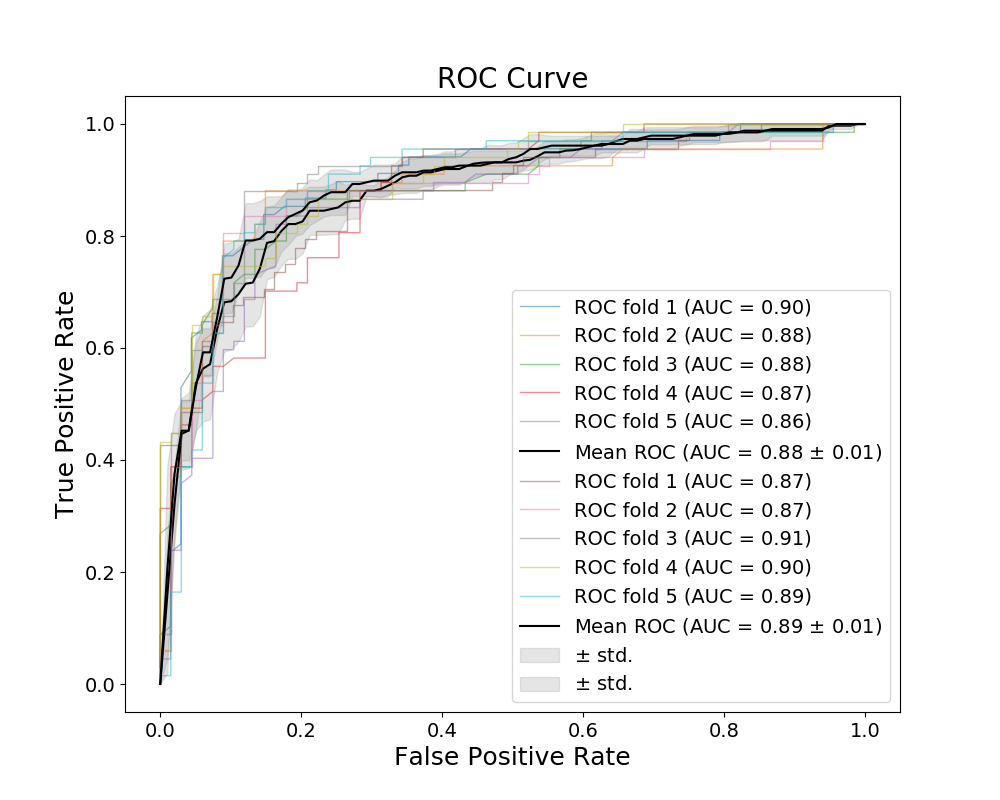 ROC Curve
True Positive Rate
1.0
0.8
0.6
0.4
0.2
0.0
ROC fold 1 (AUC = 0.90)
ROC fold 2 (AUC = 0.88)
ROC fold 3 (AUC = 0.88)
ROC fold 4 (AUC = 0.87)
ROC fold 5 (AUC = 0.86)
Mean ROC (AUC = 0.88 ± 0.01)
ROC fold 1 (AUC = 0.87)
ROC fold 2 (AUC = 0.87)
ROC fold 3 (AUC = 0.91)
ROC fold 4 (AUC = 0.90)
ROC fold 5 (AUC = 0.89)
Mean ROC (AUC = 0.89 ± 0.01)
± std.
± std.
0.0 0.2 0.4 0.6 0.8 1.0
False Positive Rate